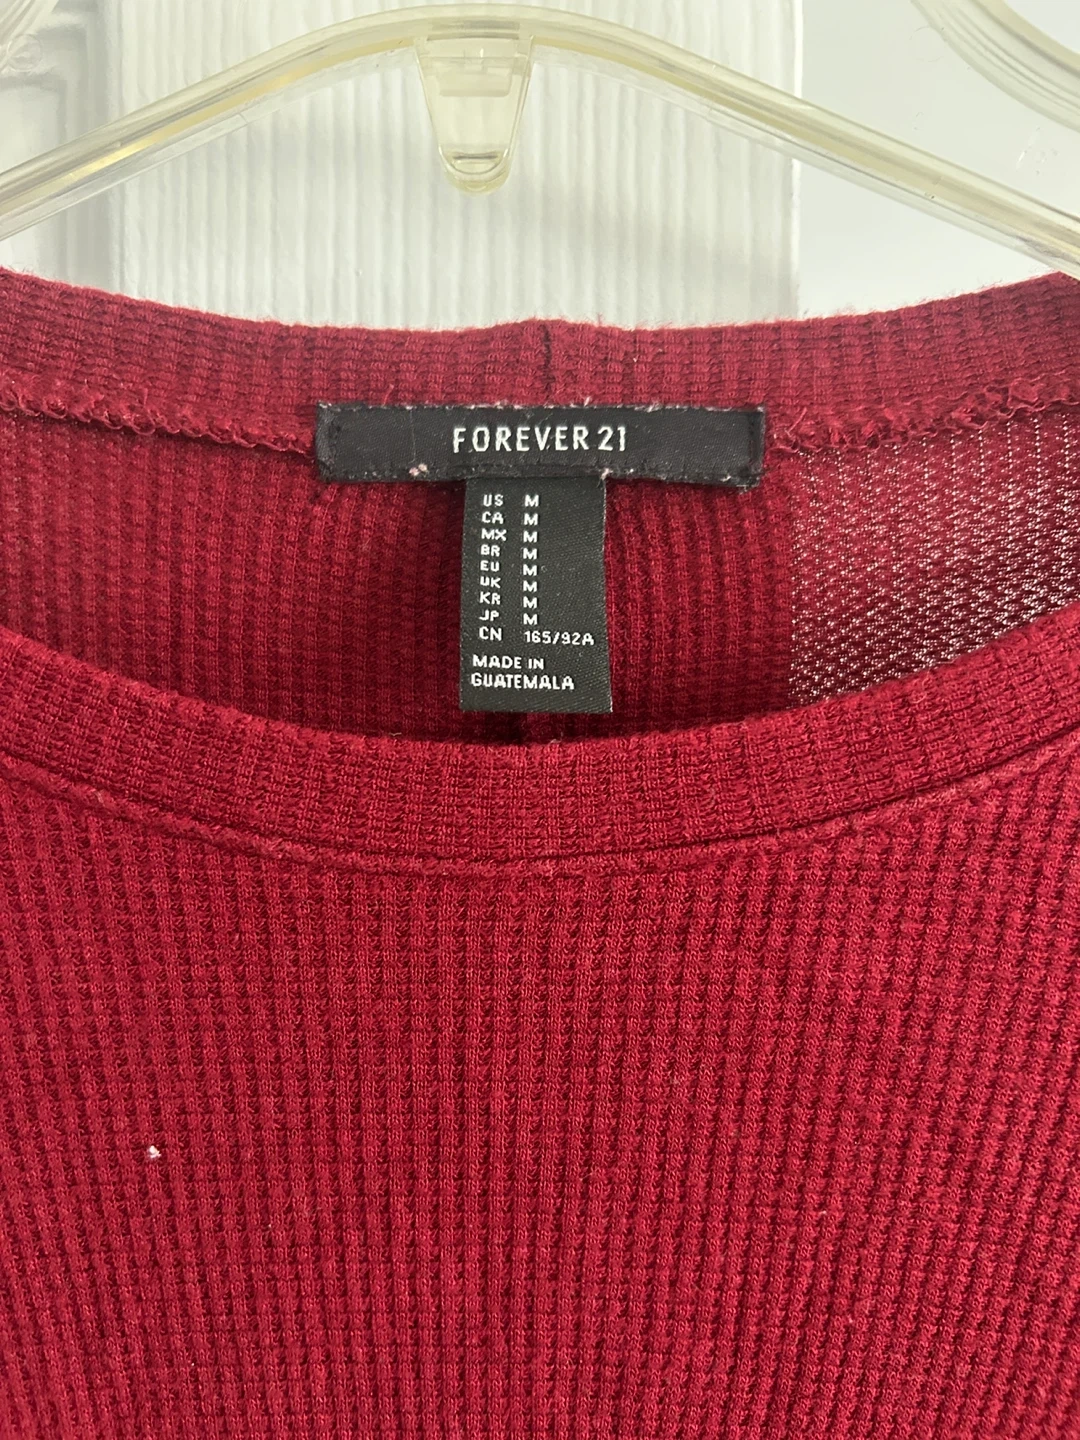 FOREVER 21
US M
CA M
MX M
BR M
EU M
UK M
KR M
JP M
CN 165/92A
MADE IN
GUATEMALA